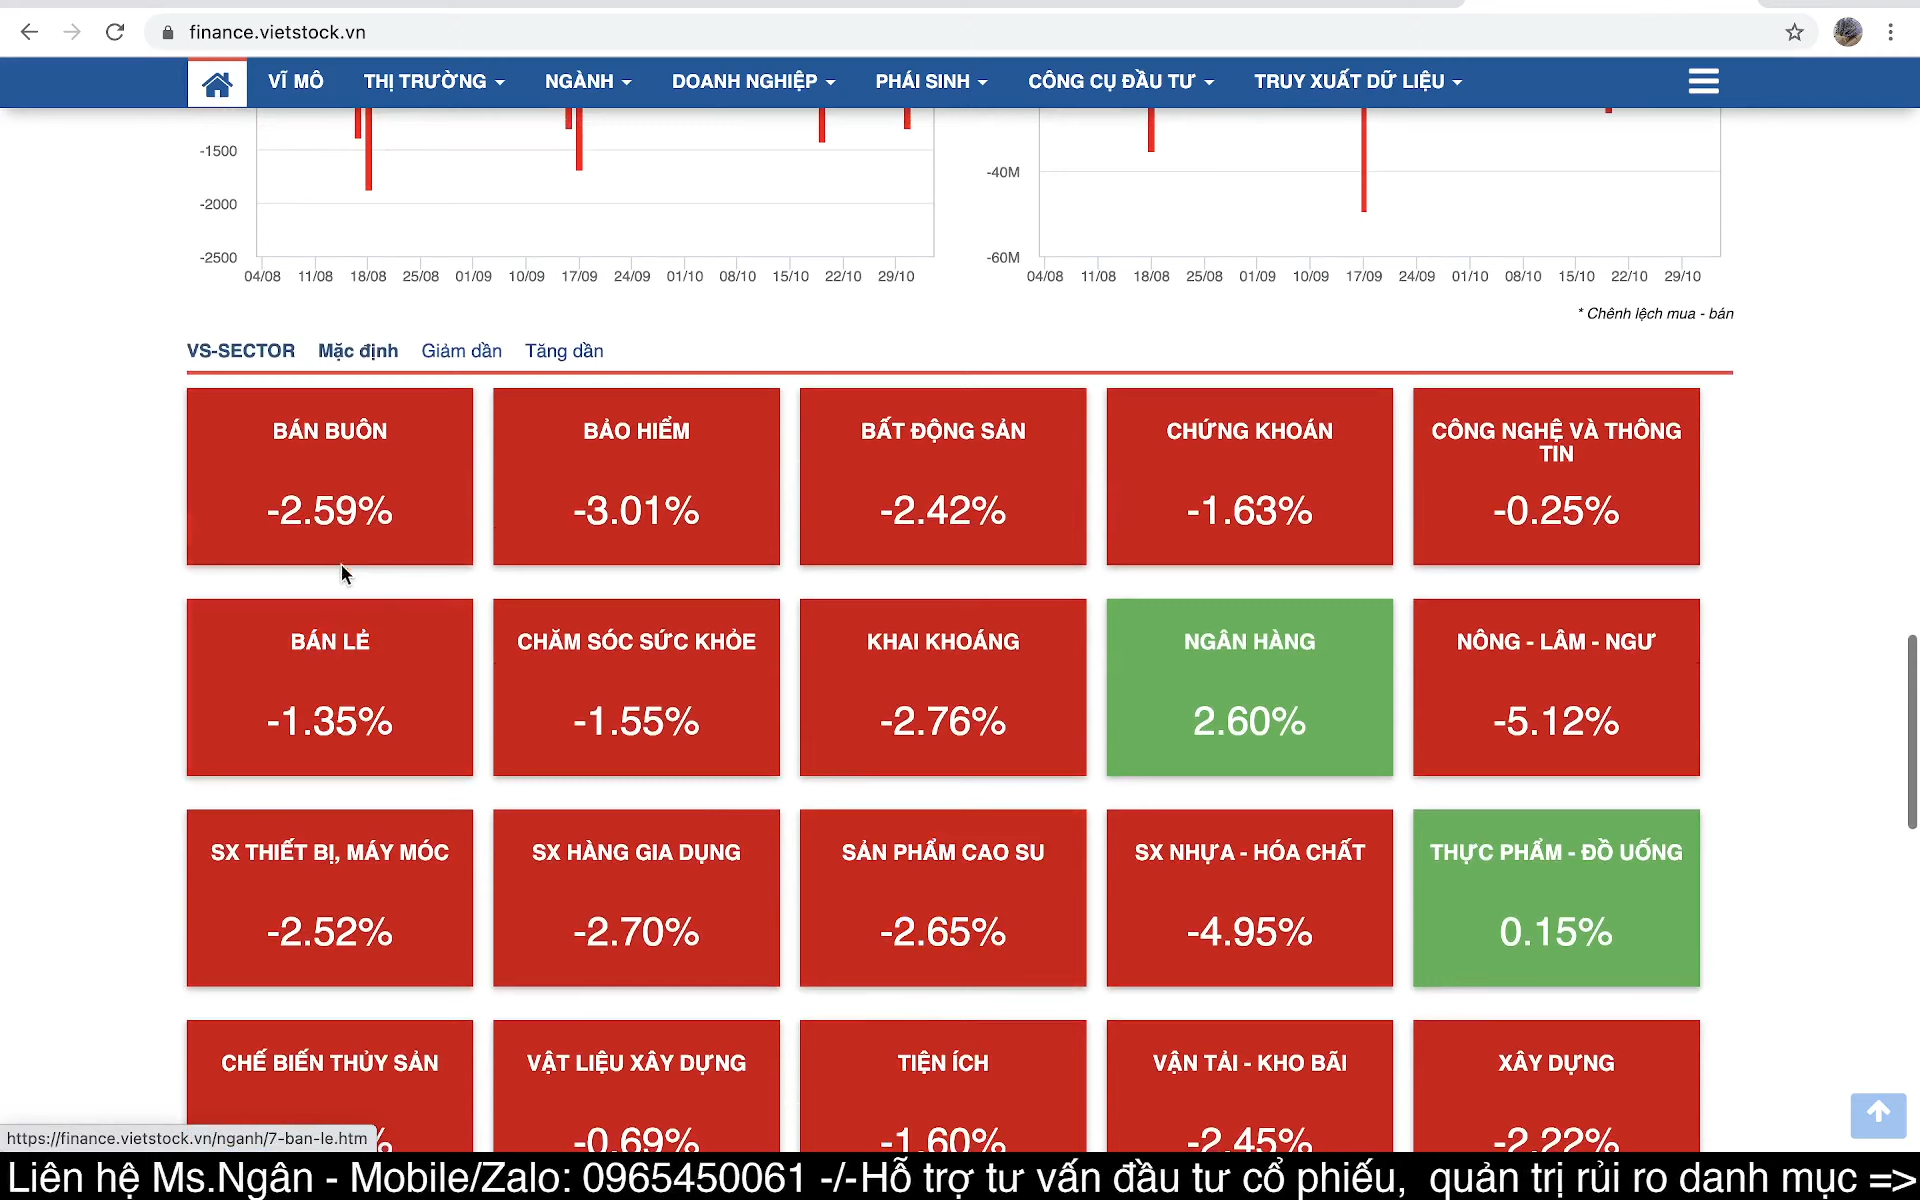 finance.vietstock.vn
VĨ MÔ THỊ TRƯỜNG NGÀNH DOANH NGHIỆP PHÁI SINH CÔNG CỤ ĐẦU TƯ TRUY XUẤT DỮ LIỆU
-1500
-2000
-2500
04/08 11/08 18/08 25/08 01/09 10/09 17/09 24/09 01/10 08/10 15/10 22/10 29/10
-40M
-60M
04/08 11/08 18/08 25/08 01/09 10/09 17/09 24/09 01/10 08/10 15/10 22/10 29/10
* Chênh lệch mua - bán
VS-SECTOR Mặc định Giảm dần Tăng dần
BÁN BUÔN
-2.59%
BẢO HIỂM
-3.01%
BẤT ĐỘNG SẢN
-2.42%
CHỨNG KHOÁN
-1.63%
CÔNG NGHỆ VÀ THÔNG
TIN
-0.25%
BÁN LẺ
-1.35%
CHĂM SÓC SỨC KHỎE
-1.55%
KHAI KHOÁNG
-2.76%
NGÂN HÀNG
2.60%
NÔNG - LÂM - NGƯ
-5.12%
SX THIẾT BỊ, MÁY MÓC
-2.52%
SX HÀNG GIA DỤNG
-2.70%
SẢN PHẨM CAO SU
-2.65%
SX NHỰA - HÓA CHẤT
-4.95%
THỰC PHẨM - ĐỒ UỐNG
0.15%
CHẾ BIẾN THỦY SẢN
VẬT LIỆU XÂY DỰNG
-0.69%
TIỆN ÍCH
-1.60%
VẬN TẢI - KHO BÃI
-2.45%
XÂY DỰNG
-2.22%
https://finance.vietstock.vn/nganh/7-ban-le.htm
Liên hệ Ms.Ngân - Mobile/Zalo: 0965450061 -/-Hỗ trợ tư vấn đầu tư cổ phiếu, quản trị rủi ro danh mục =>